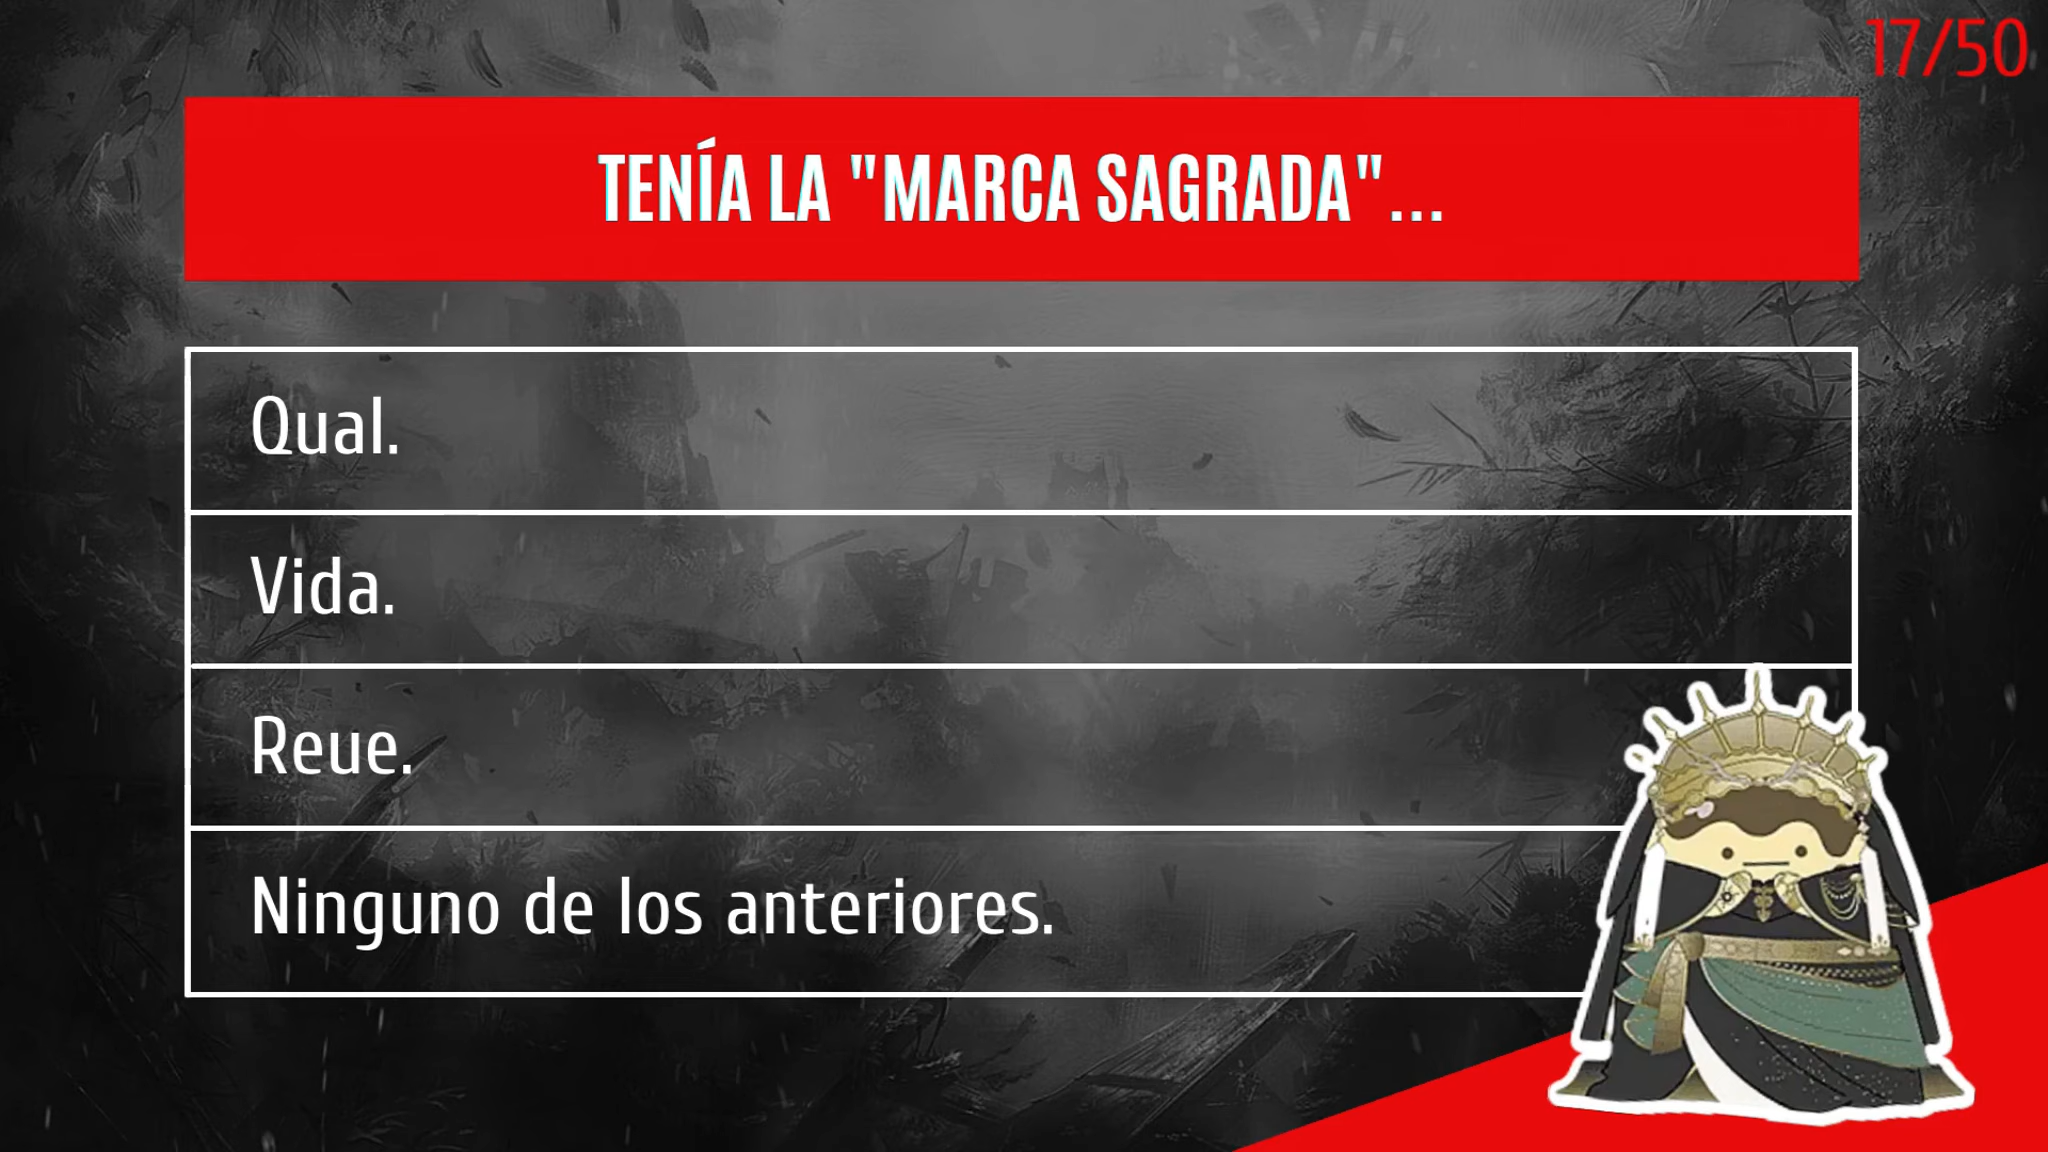 17/50
TENÍA LA "MARCA SAGRADA"...
Qual.
Vida.
Reue.
Ninguno de los anteriores.